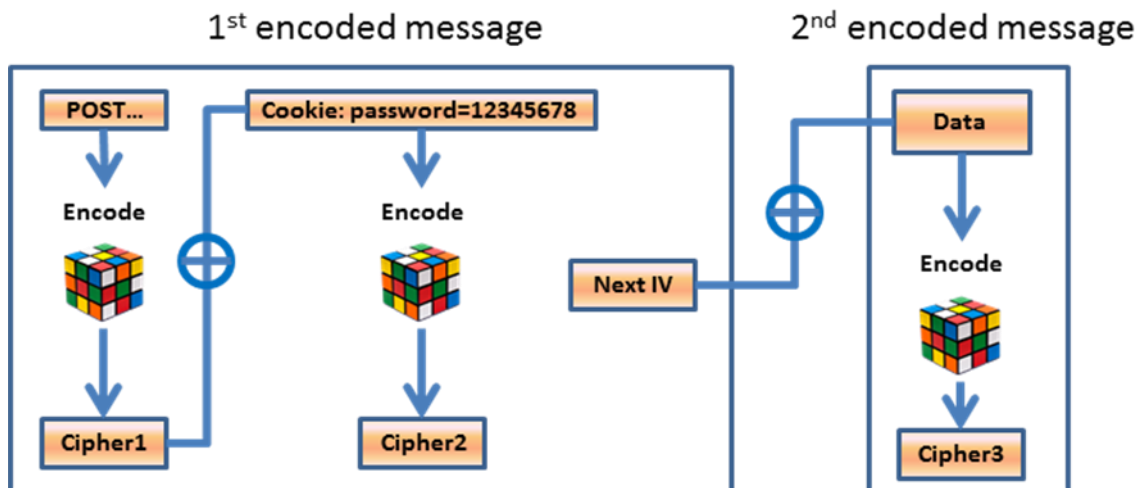 1st encoded message
2nd encoded message
POST...
Cookie: password=12345678
Data
Encode
Encode
Encode
Next IV
Cipher1
Cipher2
Cipher3